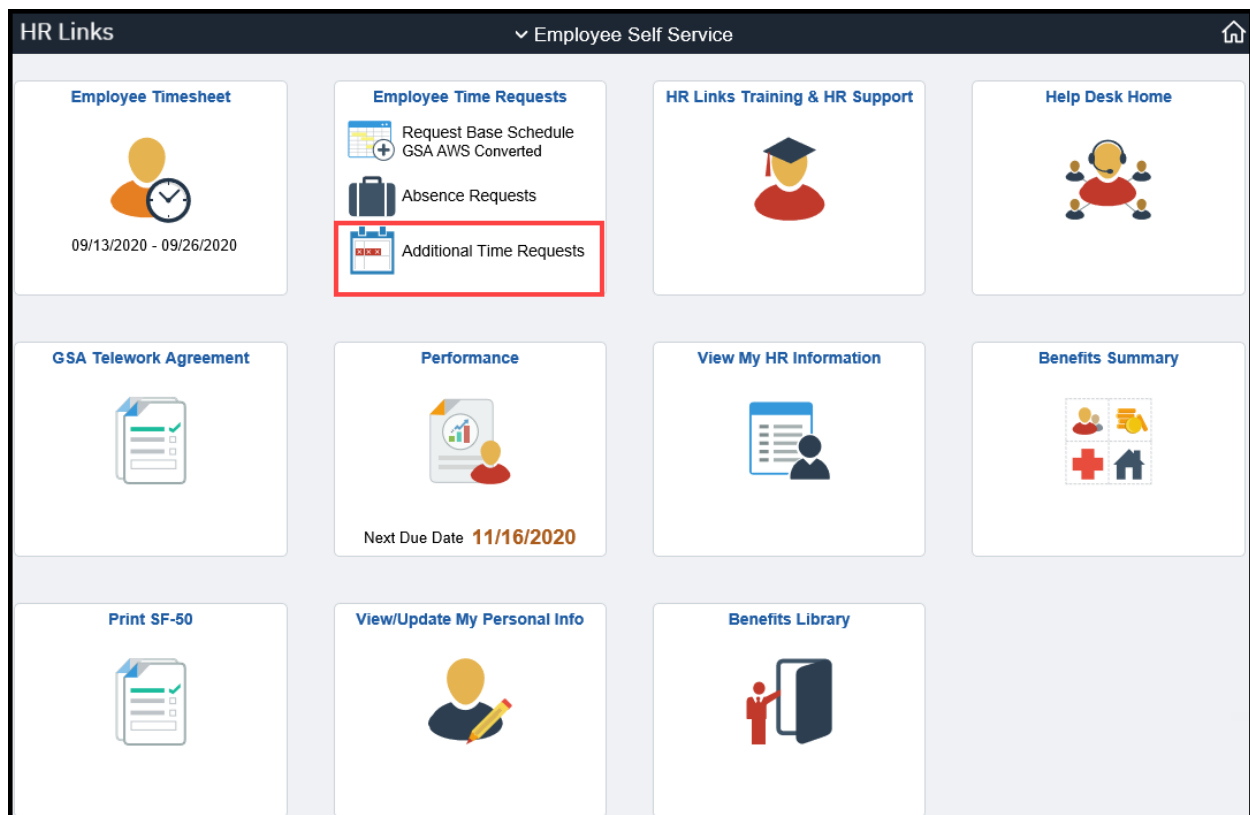 HR Links
Employee Self Service
Employee Timesheet
09/13/2020 - 09/26/2020
Employee Time Requests
Request Base Schedule
GSA AWS Converted
Absence Requests
Additional Time Requests
HR Links Training & HR Support
Help Desk Home
GSA Telework Agreement
Performance
Next Due Date 11/16/2020
View My HR Information
Benefits Summary
Print SF-50
View/Update My Personal Info
Benefits Library